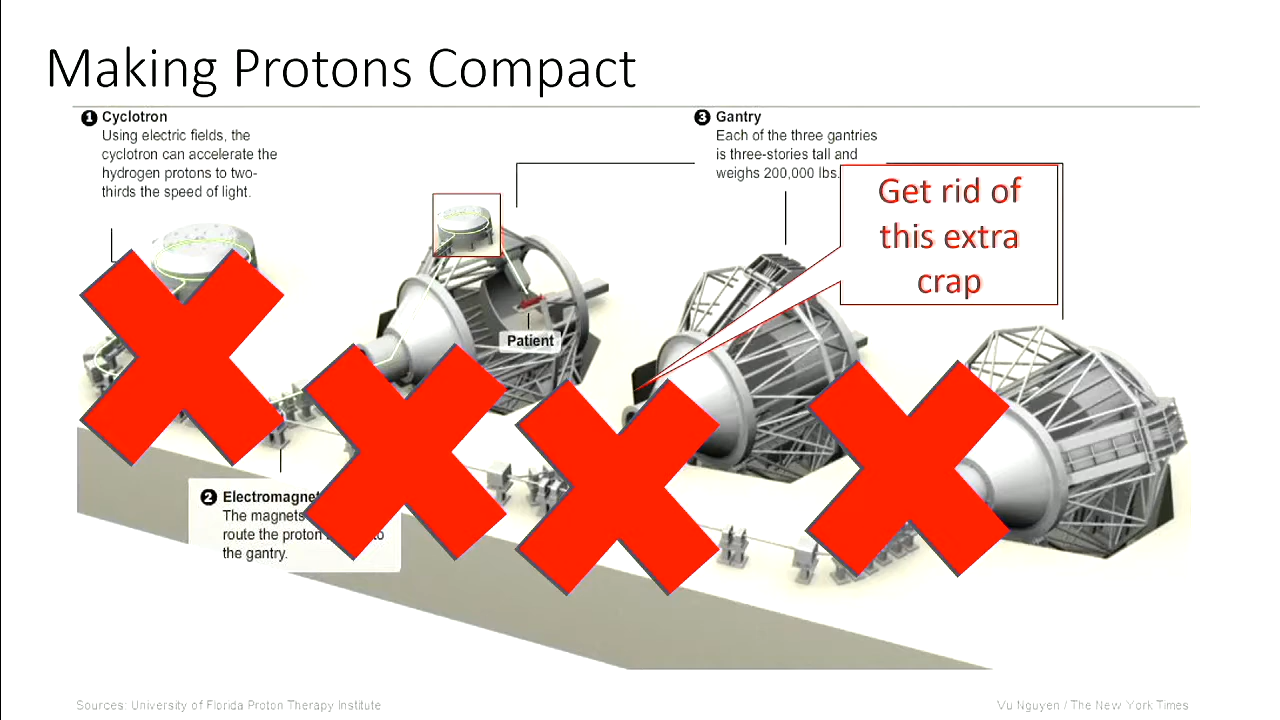 Making Protons Compact
1 Cyclotron
Using electric fields, the
cyclotron can accelerate the
hydrogen protons to two-
thirds the speed of light.
3 Gantry
Each of the three gantries
is three-stories tall and
weighs 200,000 lbs.
Get rid of
this extra
crap
Patient
2 Electromagnet
The magnets
route the proton
the gantry.
Sources: University of Florida Proton Therapy Institute
Vu Nguyen / The New York Times